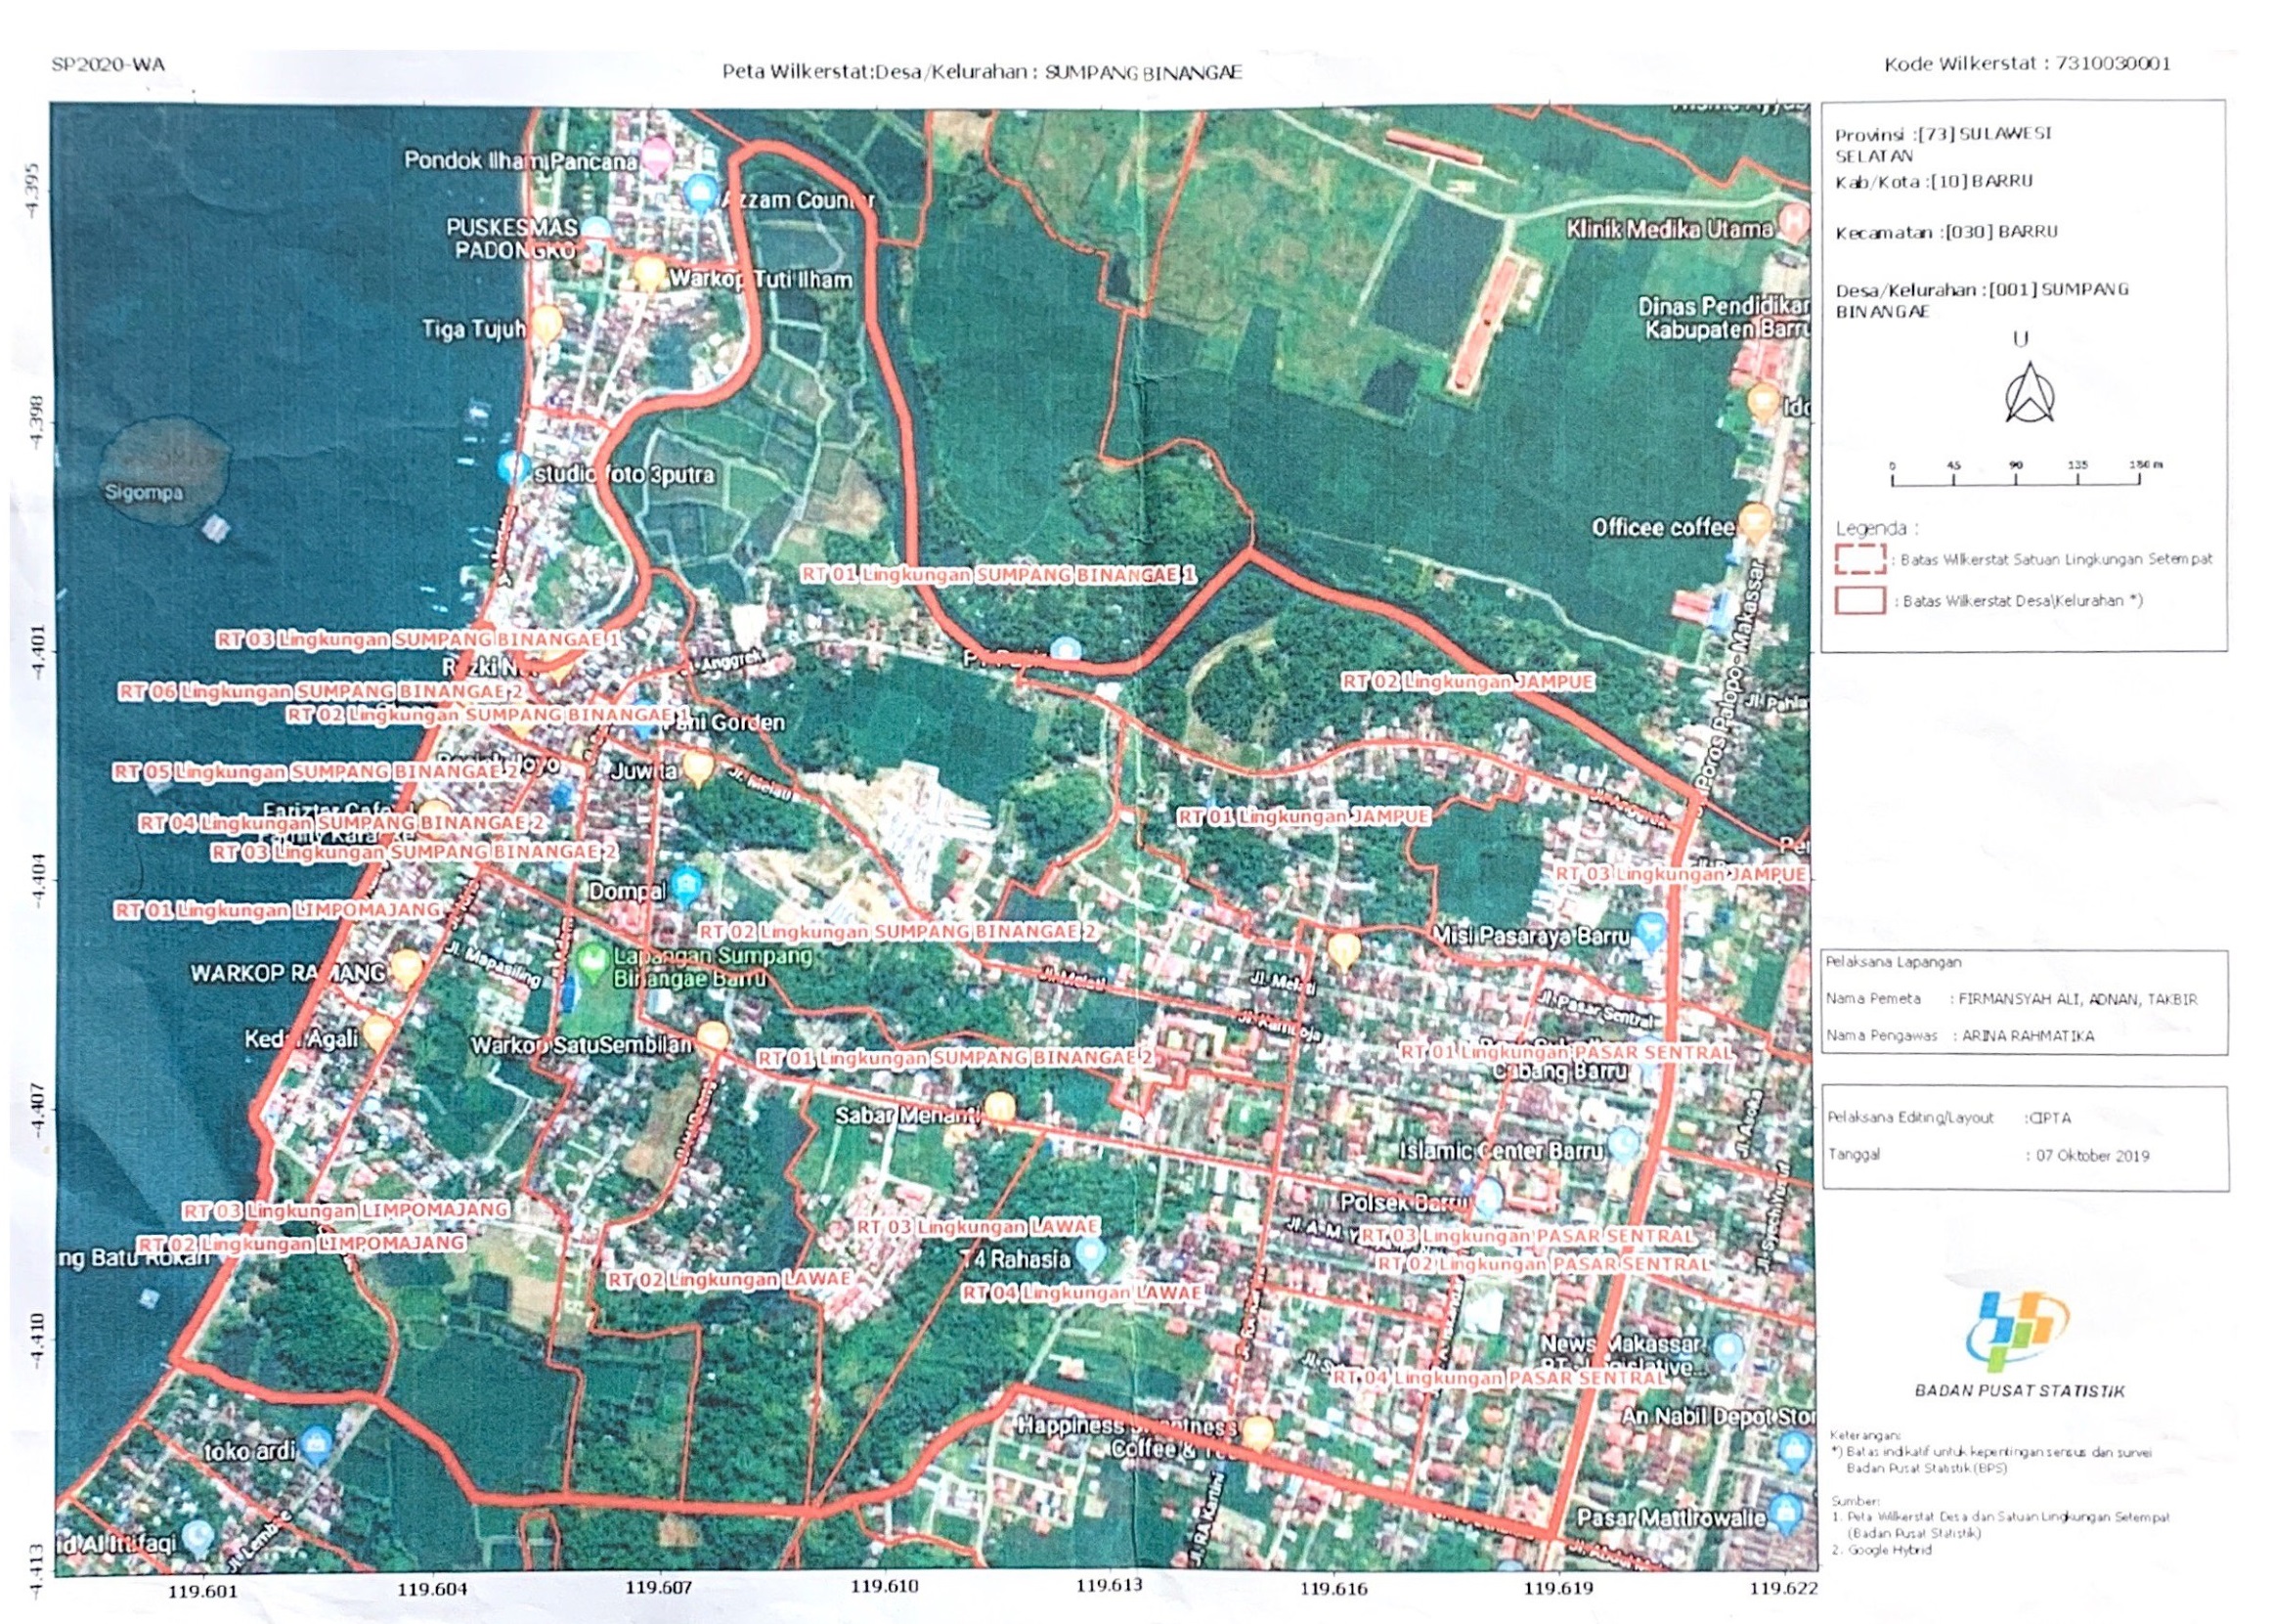 SP2020-WA
Peta Wilkerstat:Desa/Kelurahan : SUMPANG BINANGAE
Kode Wilkerstat : 7310030001
Provinsi :[73] SULAWESI
SELATAN
Kab/Kota :[10] BARRU
Kecamatan :[030] BARRU
Desa/Kelurahan :[001] SUMPANG
BINANGAE
U
0 45 90 135 180 m
Legenda :
: Batas Wilkerstat Satuan Lingkungan Setempat
: Batas Wilkerstat Desa\Kelurahan *)
Pelaksana Lapangan
Nama Pemeta : FIRMANSYAH ALI, ADNAN, TAKBIR
Nama Pengawas : ARINA RAHMATIKA
Pelaksana Editing/Layout :CIPTA
Tanggal : 07 Oktober 2019
BADAN PUSAT STATISTIK
Keterangan:
*) Batas indikatif untuk kepentingan sensus dan survei
Badan Pusat Statistik (BPS)
Sumber:
1. Peta Wilkerstat Desa dan Satuan Lingkungan Setempat
(Badan Pusat Statistik)
2. Google Hybrid
-4.395
-4.398
-4.401
-4.404
-4.407
-4.410
-4.413
119.601
119.604
119.607
119.610
119.613
119.616
119.619
119.622
Pondok Ilham Pancana
Azzam Counter
PUSKESMAS
PADONGKO
Warkop Tuti Ilham
Klinik Medika Utama
Dinas Pendidikan
Kabupaten Barru
Tiga Tujuh
Ido
studio foto 3putra
Sigompa
Officee coffee
RT 01 Lingkungan SUMPANG BINANGAE 1
RT 03 Lingkungan SUMPANG BINANGAE 1
Jl. Anggrek
RT 06 Lingkungan SUMPANG BINANGAE 2
RT 02 Lingkungan JAMPUE
Jl. Poros Palopo - Makassar
RT 02 Lingkungan SUMPANG BINANGAE 1
Gorden
RT 05 Lingkungan SUMPANG BINANGAE 2
Juwita
Jl. Melati
RT 04 Lingkungan SUMPANG BINANGAE 2
RT 01 Lingkungan JAMPUE
Jl. Anggrek
RT 03 Lingkungan SUMPANG BINANGAE 2
RT 03 Lingkungan JAMPUE
Dompal
RT 01 Lingkungan LIMPOMAJANG
RT 02 Lingkungan SUMPANG BINANGAE 2
Misi Pasaraya Barru
Jl. Mapasiling
Lapangan Sumpang
Binangae Barru
WARKOP RAMANG
Jl. Melati
Jl. Melati
Jl. Pasar Sentral
Jl. Kamboja
Kedai Agali
Warkop SatuSembilan
RT 01 Lingkungan SUMPANG BINANGAE 2
RT 01 Lingkungan PASAR SENTRAL
Cabang Barru
Sabar Menanti
Jl. Asoka
Islamic Center Barru
Polsek Barru
RT 03 Lingkungan LIMPOMAJANG
RT 03 Lingkungan LAWAE
RT 03 Lingkungan PASAR SENTRAL
RT 02 Lingkungan LIMPOMAJANG
ng Batu Rokan
T4 Rahasia
RT 02 Lingkungan PASAR SENTRAL
RT 02 Lingkungan LAWAE
RT 04 Lingkungan LAWAE
News Makassar
RT 04 Lingkungan PASAR SENTRAL
Happiness
Coffee &
An Nabil Depot Stor
toko ardi
Jl. RA Kartini
Pasar Mattirowalie
id Al Ittifaqi